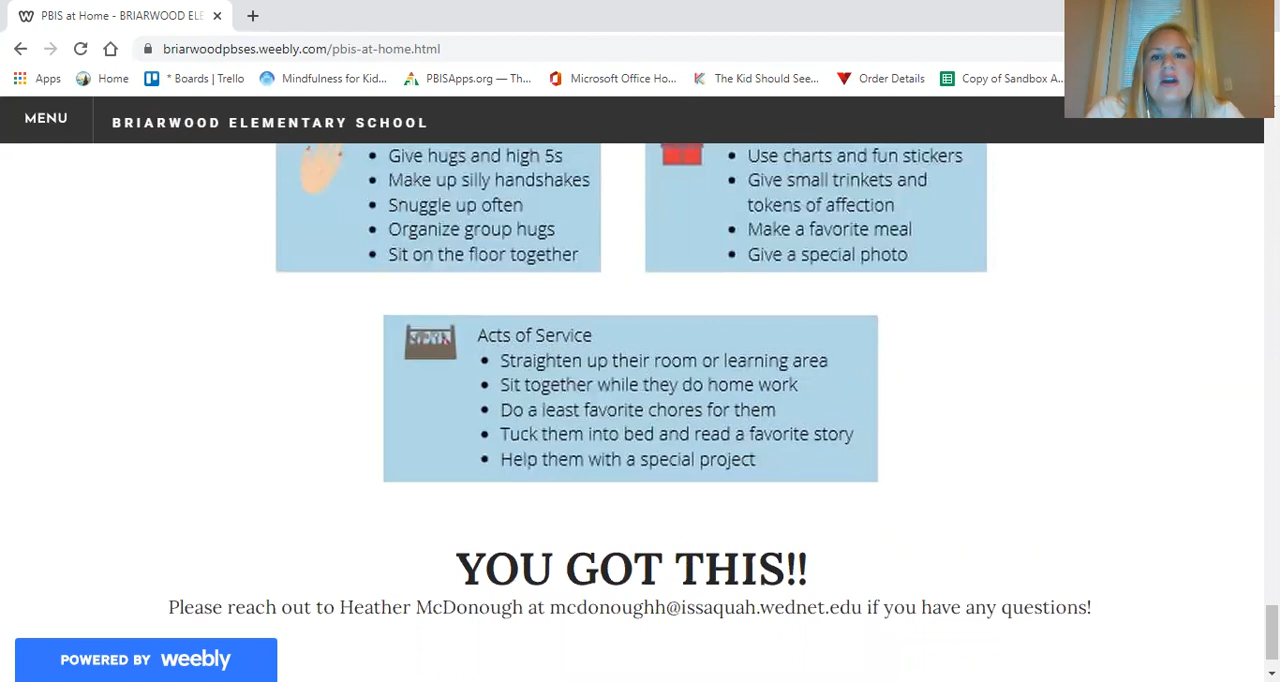 PBIS at Home - BRIARWOOD ELE
briarwoodpbses.weebly.com/pbis-at-home.html
Apps Home * Boards | Trello Mindfulness for Kid... PBISApps.org — Th... Microsoft Office Ho... The Kid Should See... Order Details Copy of Sandbox A...
MENU BRIARWOOD ELEMENTARY SCHOOL
• Give hugs and high 5s
• Make up silly handshakes
• Snuggle up often
• Organize group hugs
• Sit on the floor together
• Use charts and fun stickers
• Give small trinkets and
tokens of affection
• Make a favorite meal
• Give a special photo
Acts of Service
• Straighten up their room or learning area
• Sit together while they do home work
• Do a least favorite chores for them
• Tuck them into bed and read a favorite story
• Help them with a special project
YOU GOT THIS!!
Please reach out to Heather McDonough at mcdonoughh@issaquah.wednet.edu if you have any questions!
POWERED BY weebly